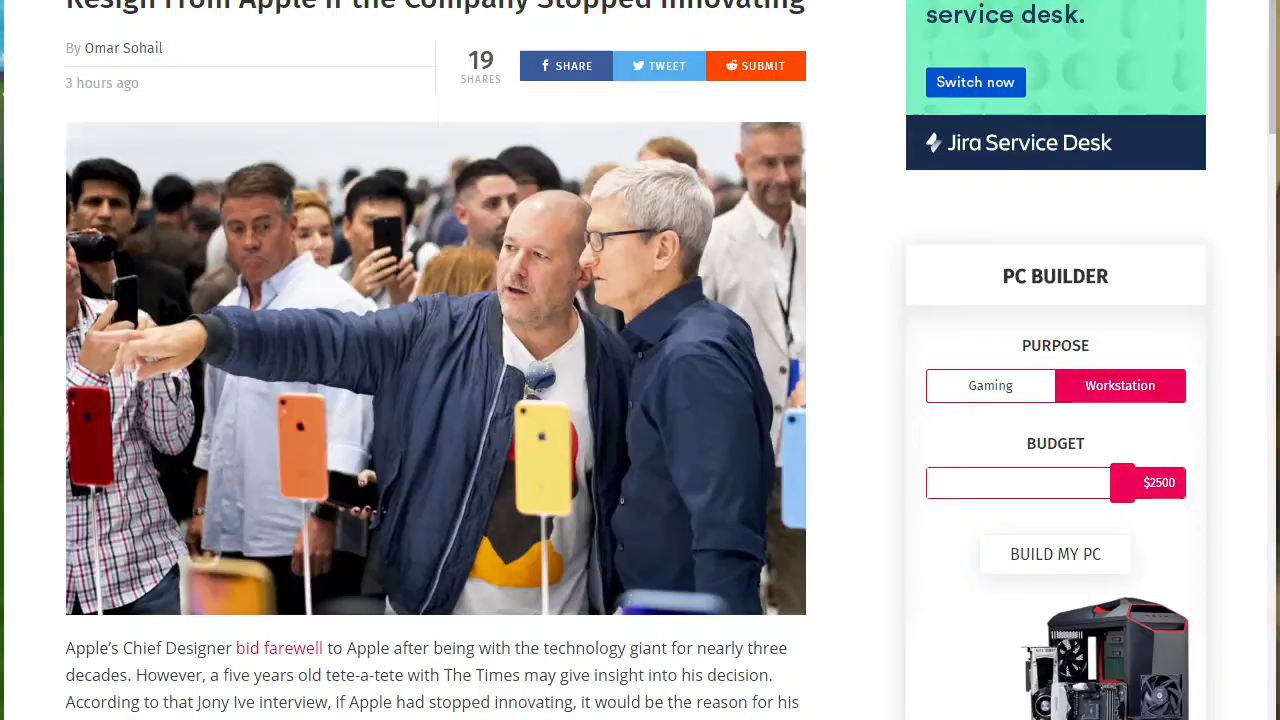 Resign From Apple if the Company Stopped Innovating
By Omar Sohail
3 hours ago
19
SHARES
SHARE
TWEET
SUBMIT
Apple’s Chief Designer bid farewell to Apple after being with the technology giant for nearly three
decades. However, a five years old tete-a-tete with The Times may give insight into his decision.
According to that Jony Ive interview, if Apple had stopped innovating, it would be the reason for his
service desk.
Switch now
Jira Service Desk
PC BUILDER
PURPOSE
Gaming
Workstation
BUDGET
$2500
BUILD MY PC